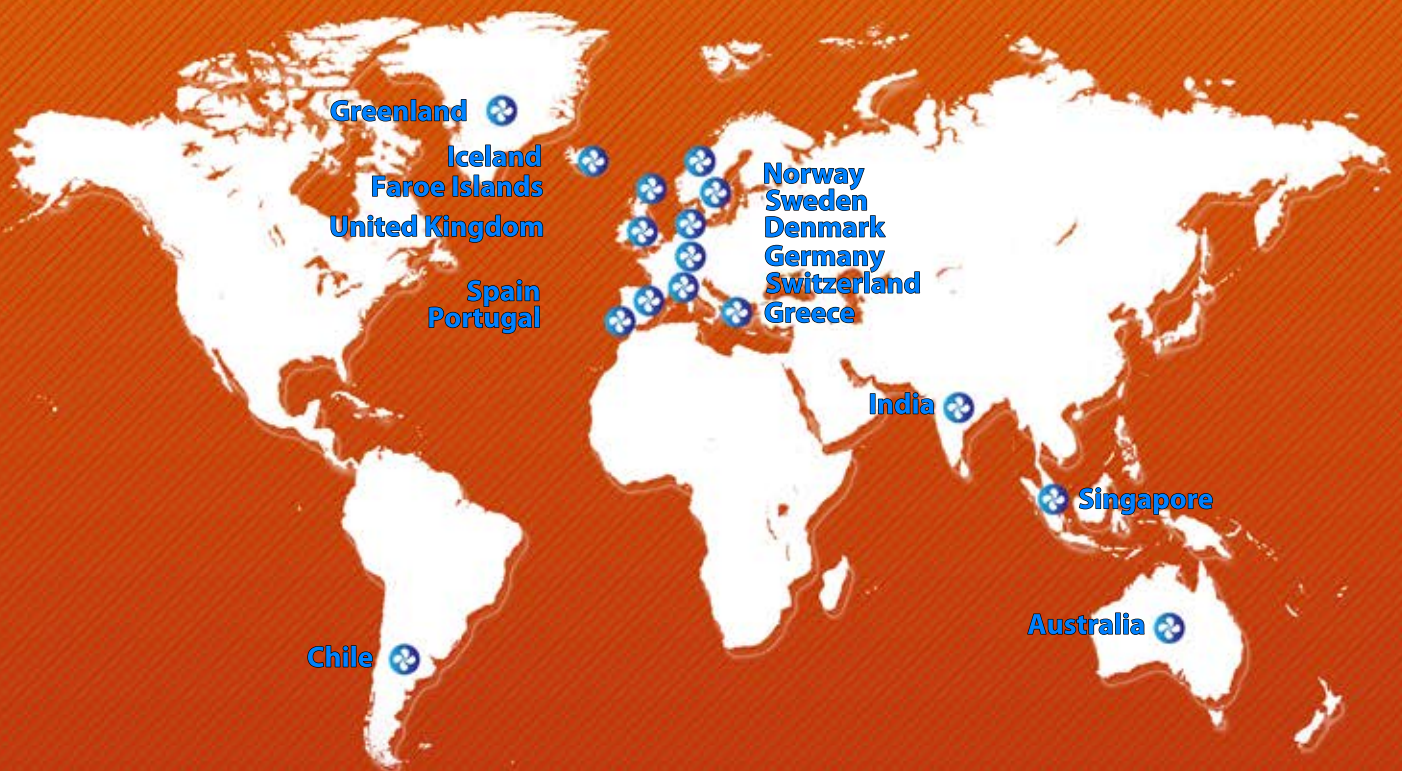 Greenland
Iceland
Faroe Islands
United Kingdom
Spain
Portugal
Norway
Sweden
Denmark
Germany
Switzerland
Greece
India
Singapore
Australia
Chile